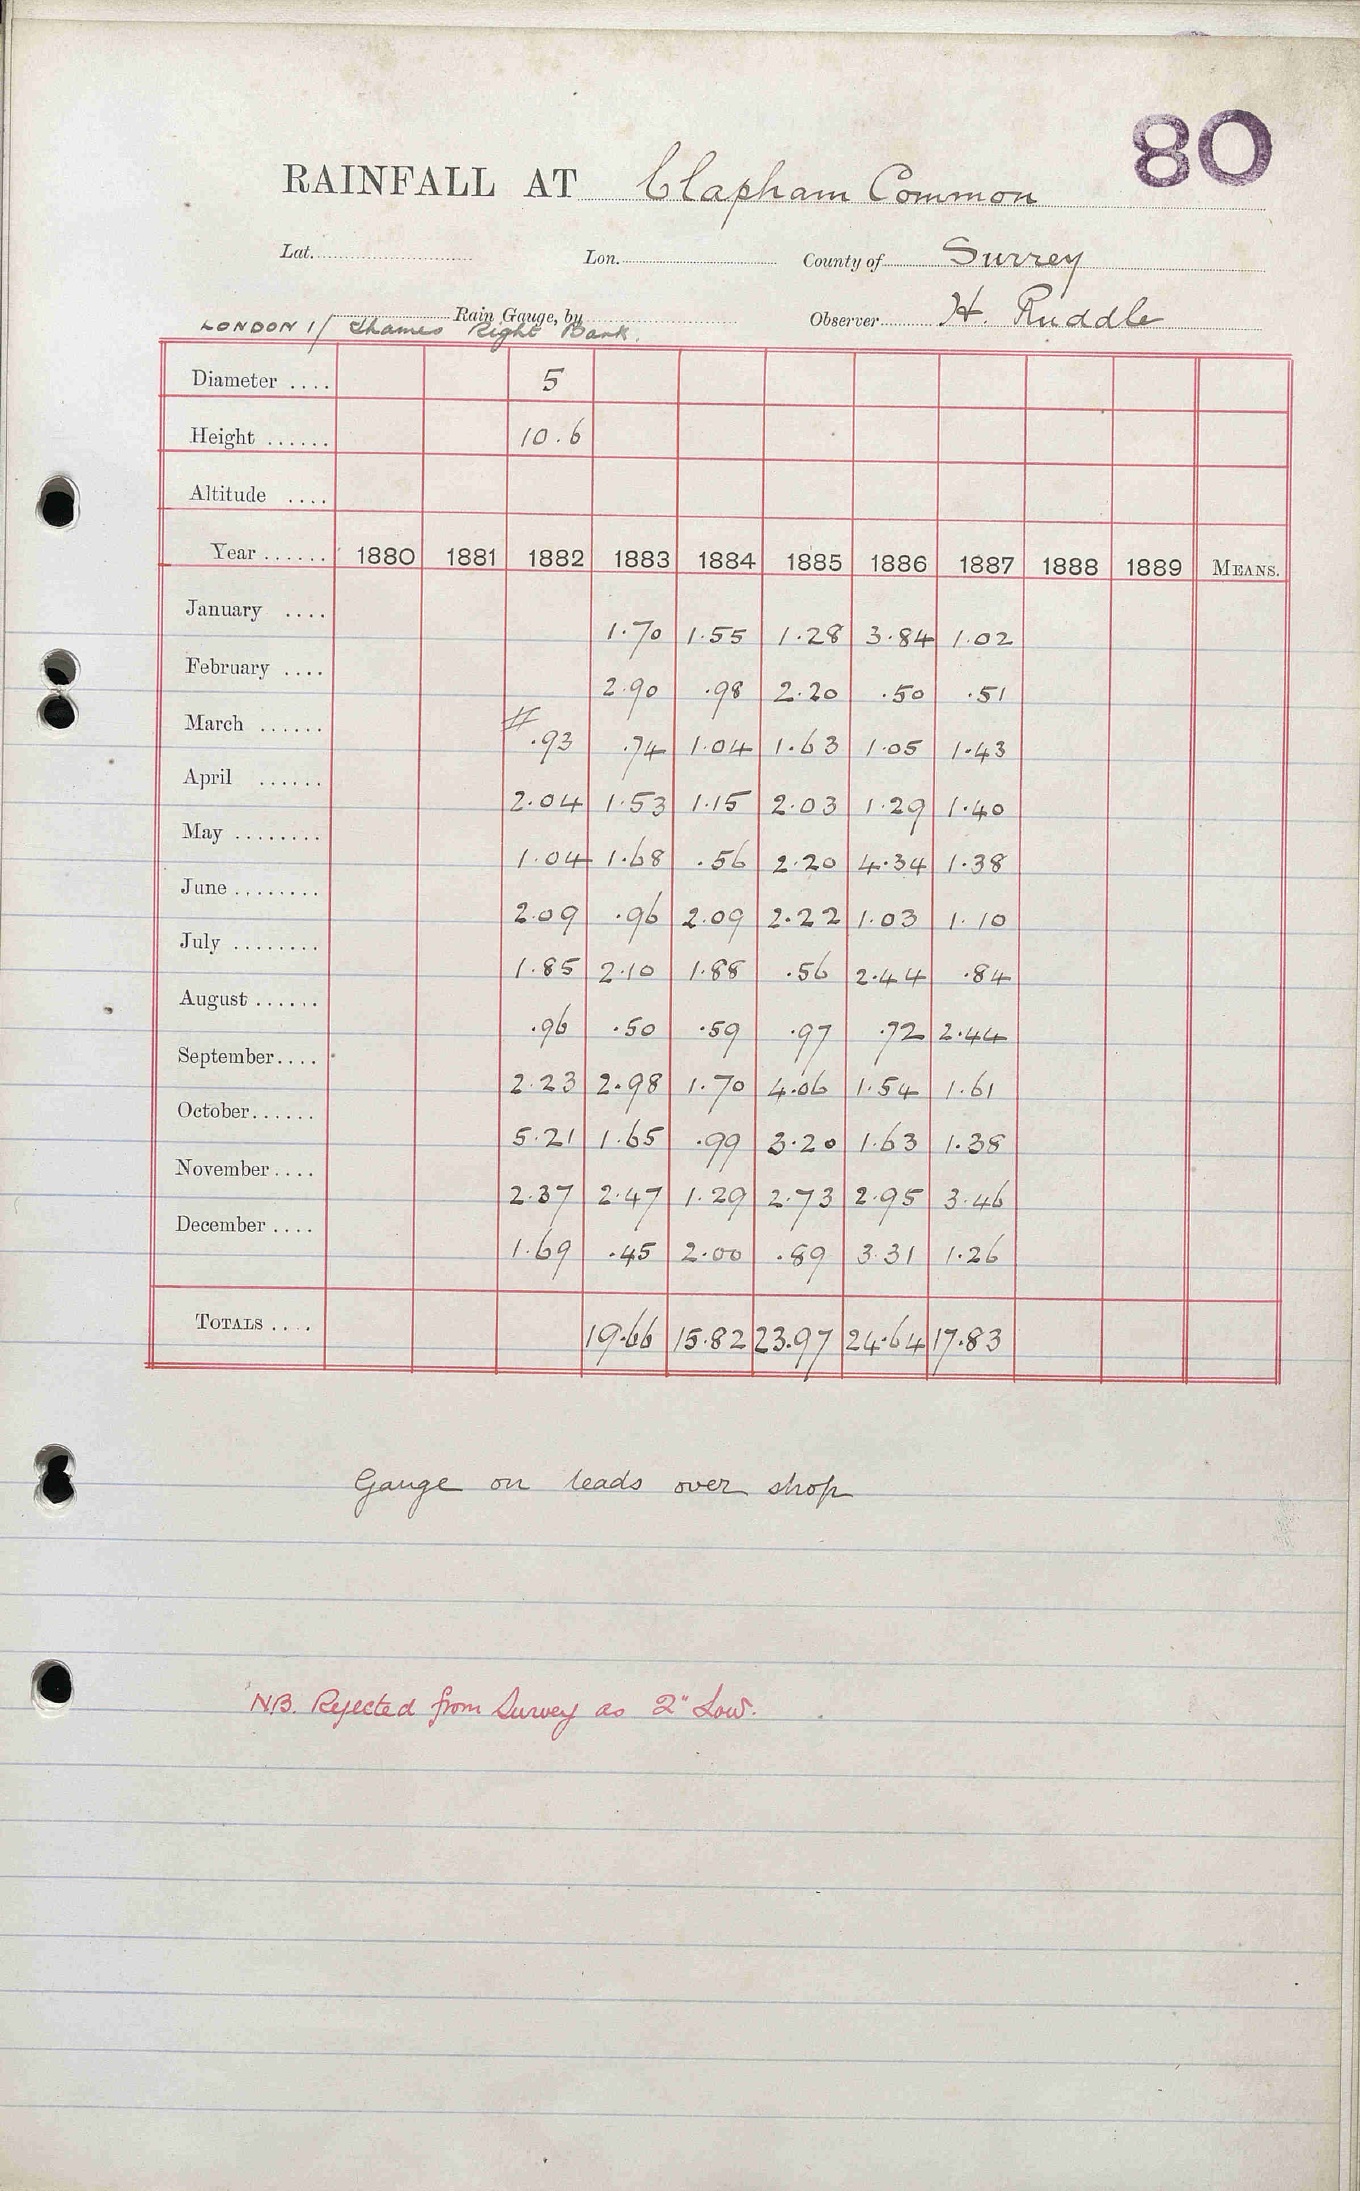 80
RAINFALL AT Clapham Common
Lat. Lon. County of Surrey
Rain Gauge, by Observer H. Ruddle
LONDON 1/ Thames Right Bank.
Diameter .... 5
Height ...... 10.6
Altitude ....
Year ...... 1880 1881 1882 1883 1884 1885 1886 1887 1888 1889 MEANS.
January .... 1.70 1.55 1.28 3.84 1.02
February .... 2.90 .98 2.20 .50 .51
March ...... # .93 .74 1.04 1.63 1.05 1.43
April ...... 2.04 1.53 1.15 2.03 1.29 1.40
May ........ 1.04 1.68 .56 2.20 4.34 1.38
June ........ 2.09 .96 2.09 2.22 1.03 1.10
July ........ 1.85 2.10 1.88 .56 2.44 .84
August ...... .96 .50 .59 .97 .72 2.44
September.... 2.23 2.98 1.70 4.06 1.54 1.61
October...... 5.21 1.65 .99 3.20 1.63 1.38
November.... 2.37 2.47 1.29 2.73 2.95 3.46
December .... 1.69 .45 2.00 .89 3.31 1.26
TOTALS .... 19.66 15.82 23.97 24.64 17.83
Gauge on leads over shop
N.B. Rejected from Survey as 2" Low.